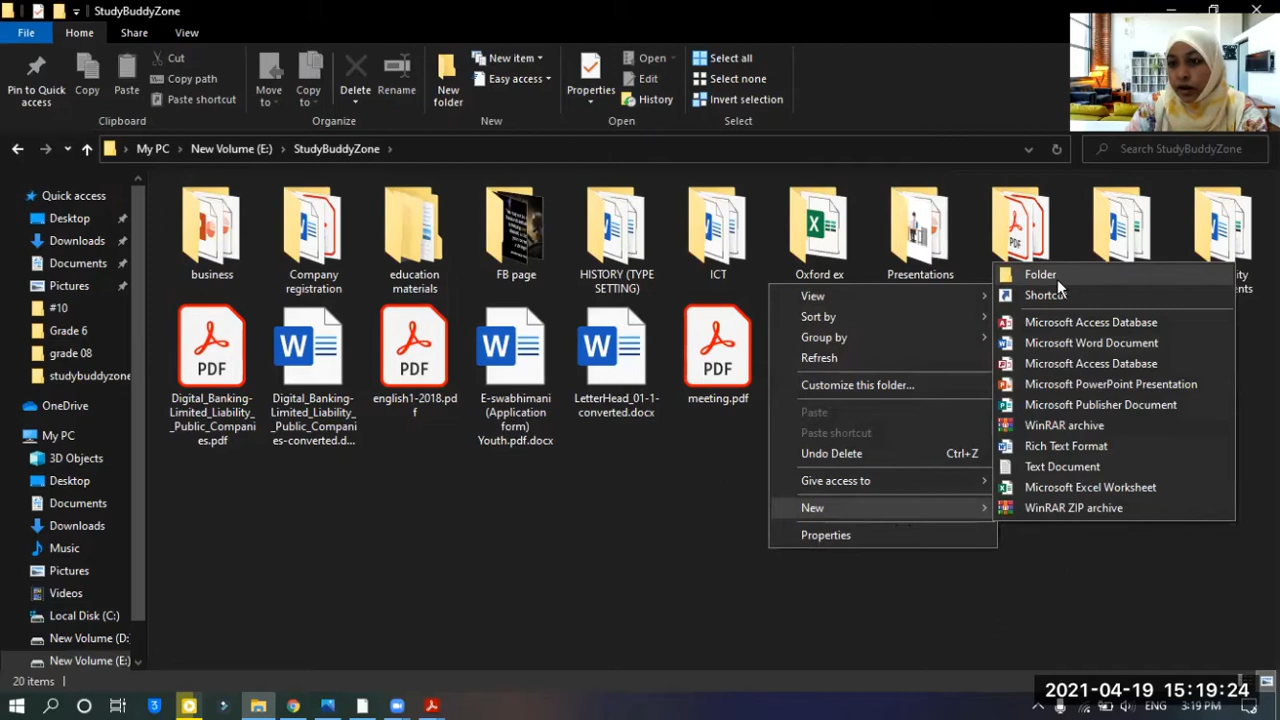 StudyBuddyZone
File Home Share View
Pin to Quick access
Copy
Paste
Cut
Copy path
Paste shortcut
Clipboard
Move to
Copy to
Delete
Rename
Organize
New folder
New item
Easy access
New
Properties
Open
Edit
History
Open
Select all
Select none
Invert selection
Select
My PC New Volume (E:) StudyBuddyZone
Search StudyBuddyZone
Quick access
Desktop
Downloads
Documents
Pictures
#10
Grade 6
grade 08
studybuddyzone
OneDrive
My PC
3D Objects
Desktop
Documents
Downloads
Music
Pictures
Videos
Local Disk (C:)
New Volume (D:
New Volume (E:)
business
Company
registration
education
materials
FB page
HISTORY (TYPE
SETTING)
ICT
Oxford ex
Presentations
PDF
PDF
Digital_Banking-
Limited_Liability_
_Public_Compani
es.pdf
W
Digital_Banking-
Limited_Liability_
_Public_Compani
es-converted.d...
PDF
english1-2018.pd
f
W
E-swabhimani
(Application
form)
Youth.pdf.docx
W
LetterHead_01-1-
converted.docx
PDF
meeting.pdf
View
Sort by
Group by
Refresh
Customize this folder...
Paste
Paste shortcut
Undo Delete Ctrl+Z
Give access to
New
Properties
Folder
Shortcut
Microsoft Access Database
Microsoft Word Document
Microsoft Access Database
Microsoft PowerPoint Presentation
Microsoft Publisher Document
WinRAR archive
Rich Text Format
Text Document
Microsoft Excel Worksheet
WinRAR ZIP archive
20 items
2021-04-19 15:19:24
ENG 3:19 PM